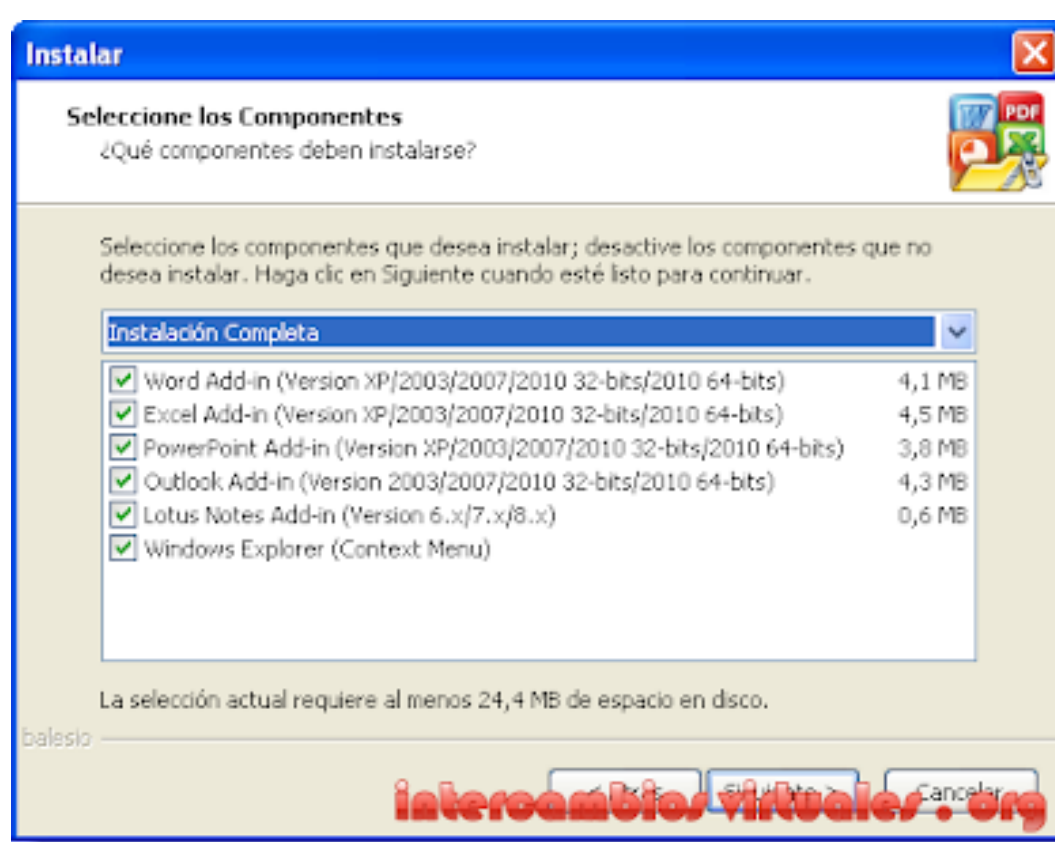 Instalar
Seleccione los Componentes
¿Qué componentes deben instalarse?
W PDF
Seleccione los componentes que desea instalar; desactive los componentes que no
desea instalar. Haga clic en Siguiente cuando esté listo para continuar.
Instalación Completa
Word Add-in (Version XP/2003/2007/2010 32-bits/2010 64-bits) 4,1 MB
Excel Add-in (Version XP/2003/2007/2010 32-bits/2010 64-bits) 4,5 MB
PowerPoint Add-in (Version XP/2003/2007/2010 32-bits/2010 64-bits) 3,8 MB
Outlook Add-in (Version 2003/2007/2010 32-bits/2010 64-bits) 4,3 MB
Lotus Notes Add-in (Version 6.x/7.x/8.x) 0,6 MB
Windows Explorer (Context Menu)
La selección actual requiere al menos 24,4 MB de espacio en disco.
balesio
Cancelar
intercambios virtuales . org